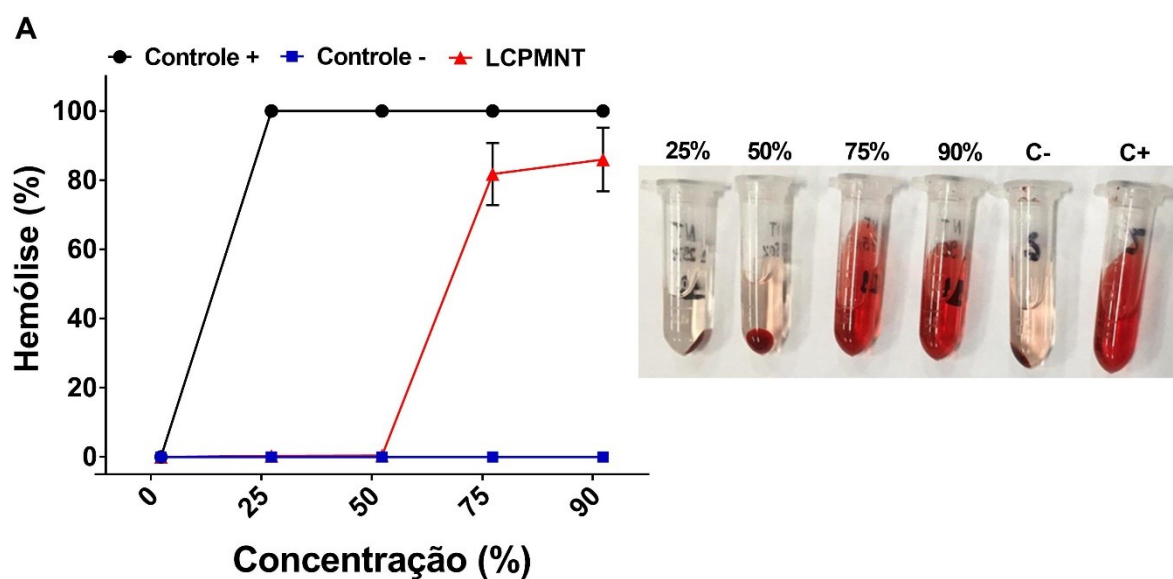 A
Controle + Controle - LCPMNT
Hemólise (%)
100
80
60
40
20
0
0 25 50 75 90
Concentração (%)
25% 50% 75% 90% C- C+